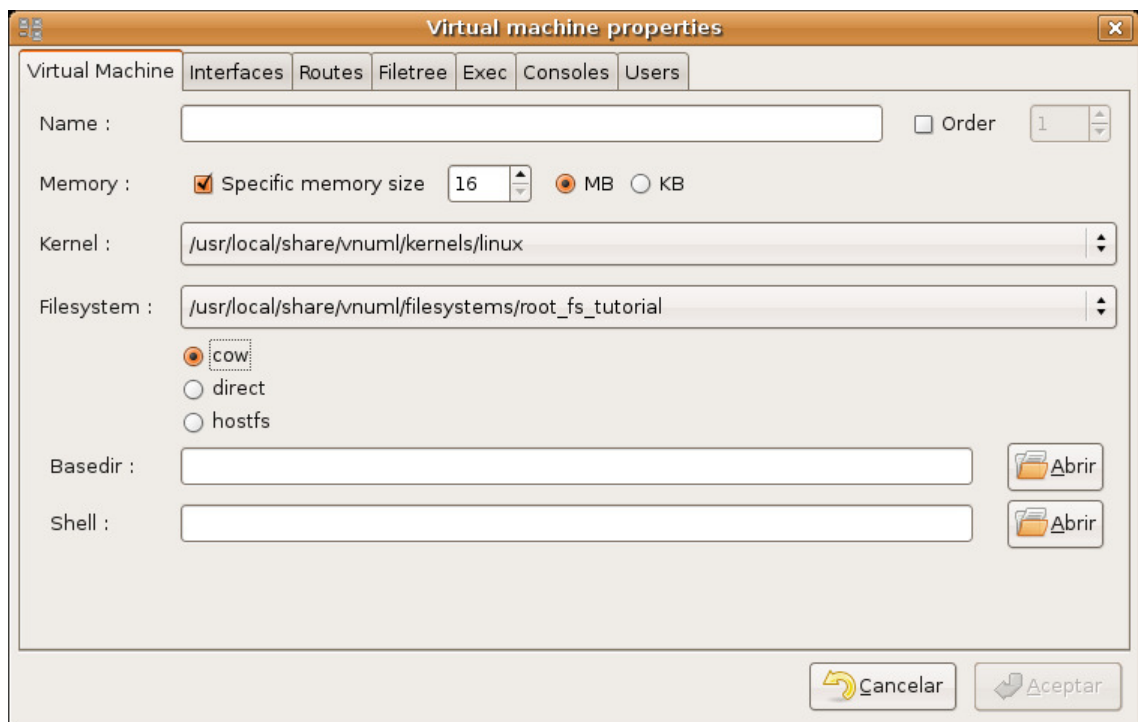 Virtual machine properties
Virtual Machine Interfaces Routes Filetree Exec Consoles Users
Name : Order 1
Memory : Specific memory size 16 MB KB
Kernel : /usr/local/share/vnuml/kernels/linux
Filesystem : /usr/local/share/vnuml/filesystems/root_fs_tutorial
cow
direct
hostfs
Basedir : Abrir
Shell : Abrir
Cancelar Aceptar